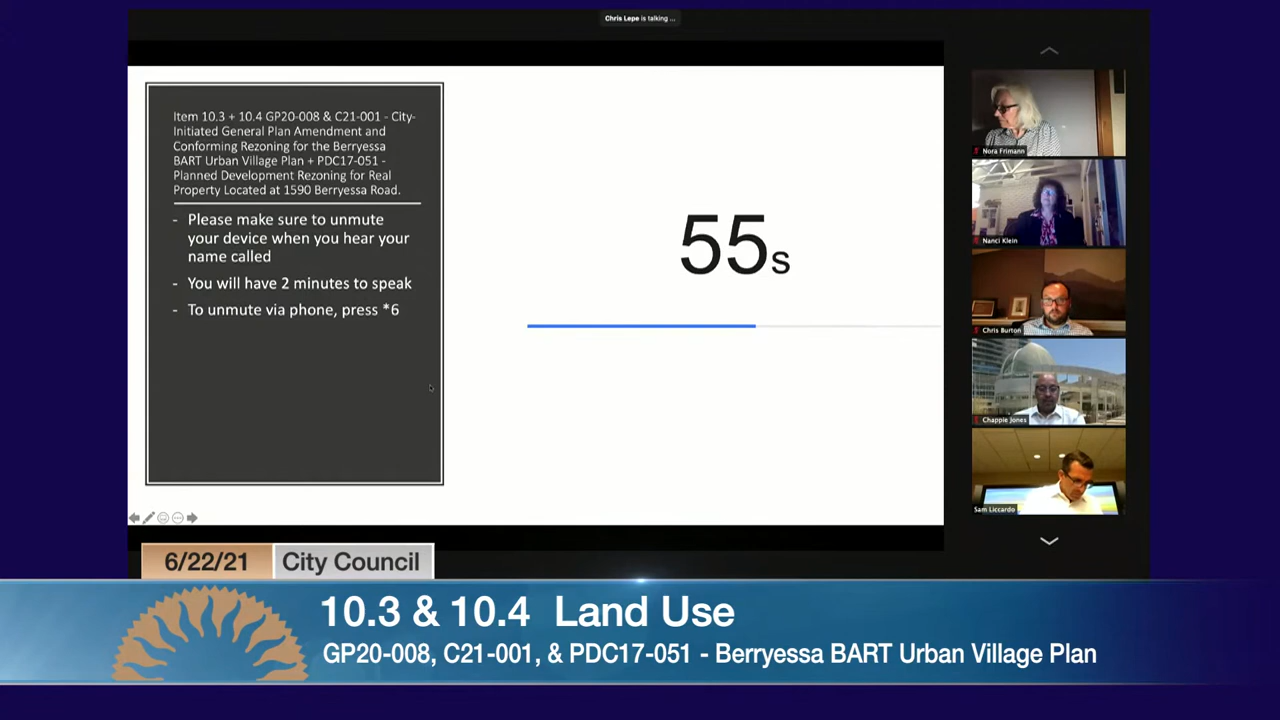 Chris Lepe is talking ...
Item 10.3 + 10.4 GP20-008 & C21-001 - City-
Initiated General Plan Amendment and
Conforming Rezoning for the Berryessa
BART Urban Village Plan + PDC17-051 -
Planned Development Rezoning for Real
Property Located at 1590 Berryessa Road.
- Please make sure to unmute
your device when you hear your
name called
- You will have 2 minutes to speak
- To unmute via phone, press *6
55s
Nora Frimann
Nanci Klein
Chris Burton
Chappie Jones
Sam Liccardo
6/22/21 City Council
10.3 & 10.4 Land Use
GP20-008, C21-001, & PDC17-051 - Berryessa BART Urban Village Plan